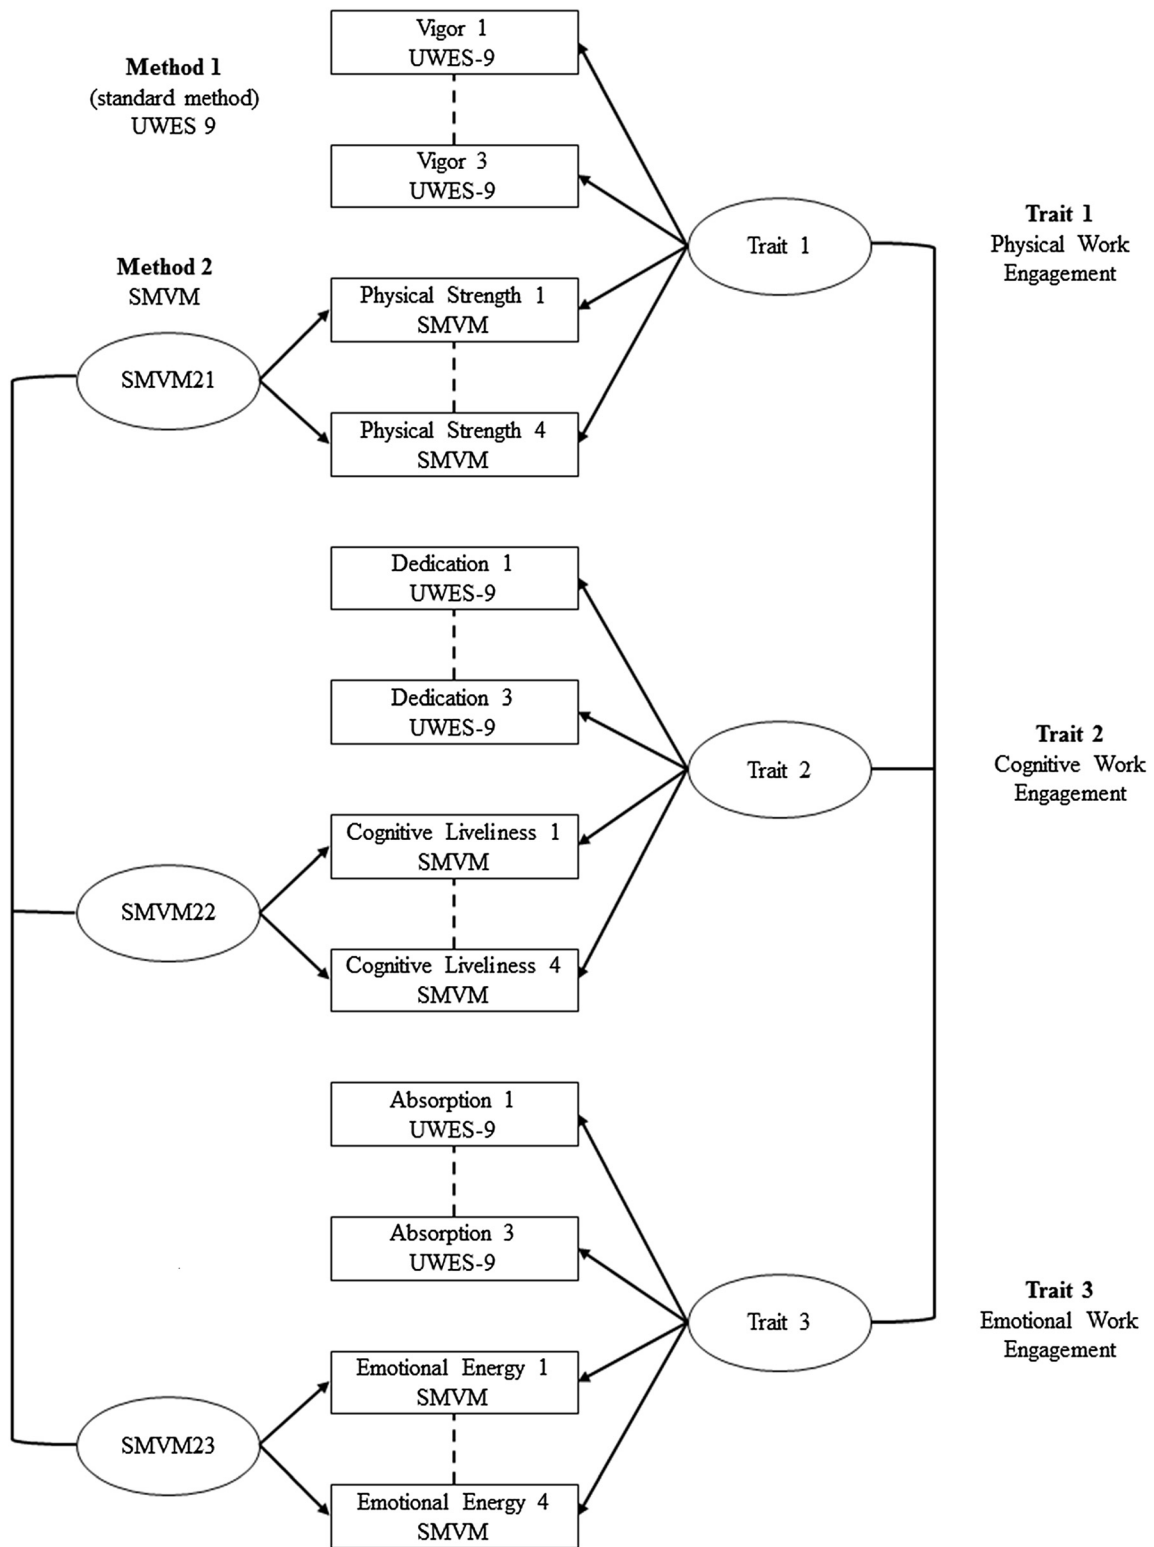 Method 1
(standard method)
UWES 9
Vigor 1
UWES-9
Vigor 3
UWES-9
Trait 1
Trait 1
Physical Work
Engagement
Method 2
SMVM
SMVM21
Physical Strength 1
SMVM
Physical Strength 4
SMVM
Dedication 1
UWES-9
Dedication 3
UWES-9
Trait 2
Trait 2
Cognitive Work
Engagement
SMVM22
Cognitive Liveliness 1
SMVM
Cognitive Liveliness 4
SMVM
Absorption 1
UWES-9
Absorption 3
UWES-9
Trait 3
Trait 3
Emotional Work
Engagement
SMVM23
Emotional Energy 1
SMVM
Emotional Energy 4
SMVM